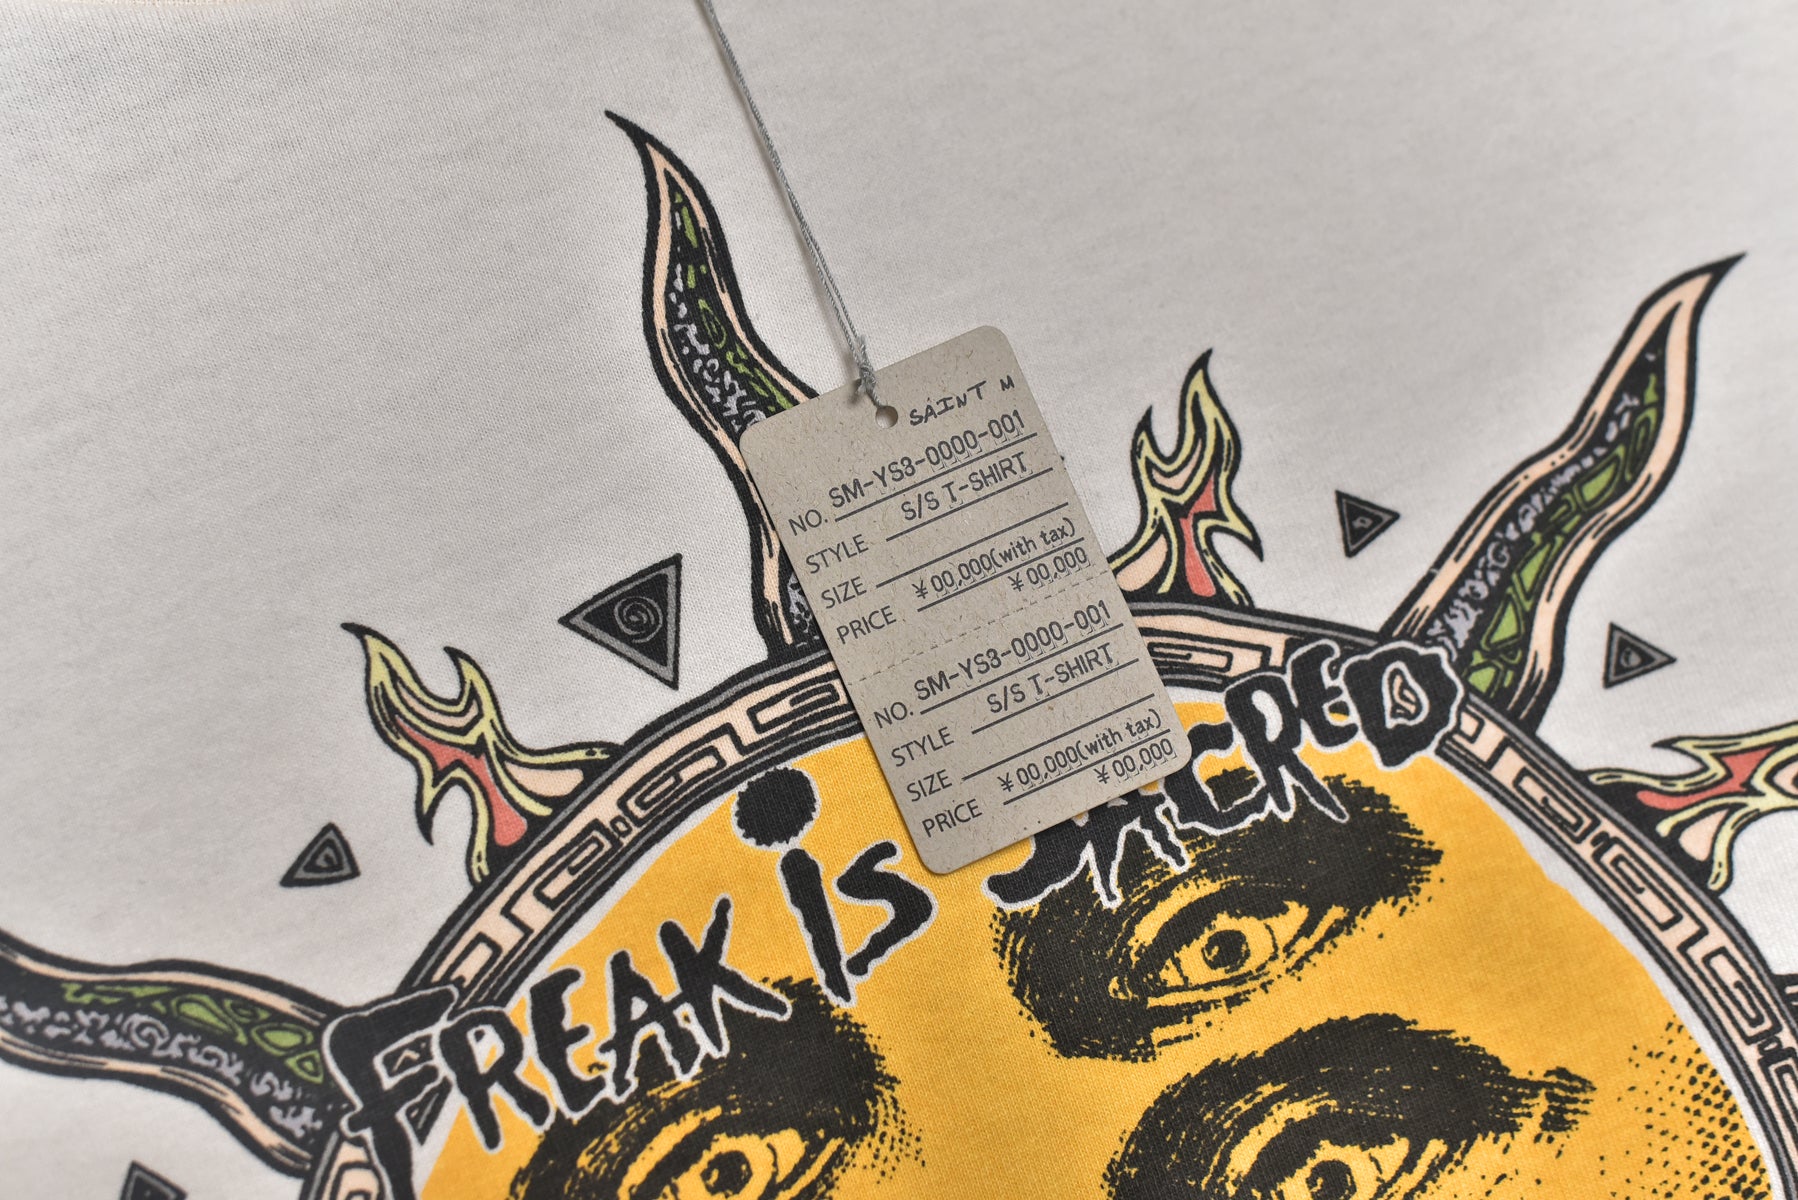 SAINT M
NO. SM-YS3-0000-001
STYLE S/S T-SHIRT
SIZE
¥00,000(with tax)
PRICE ¥00,000
NO. SM-YS3-0000-001
STYLE S/S T-SHIRT
SIZE
¥00,000(with tax)
PRICE ¥00,000
FREAK iS SACRED